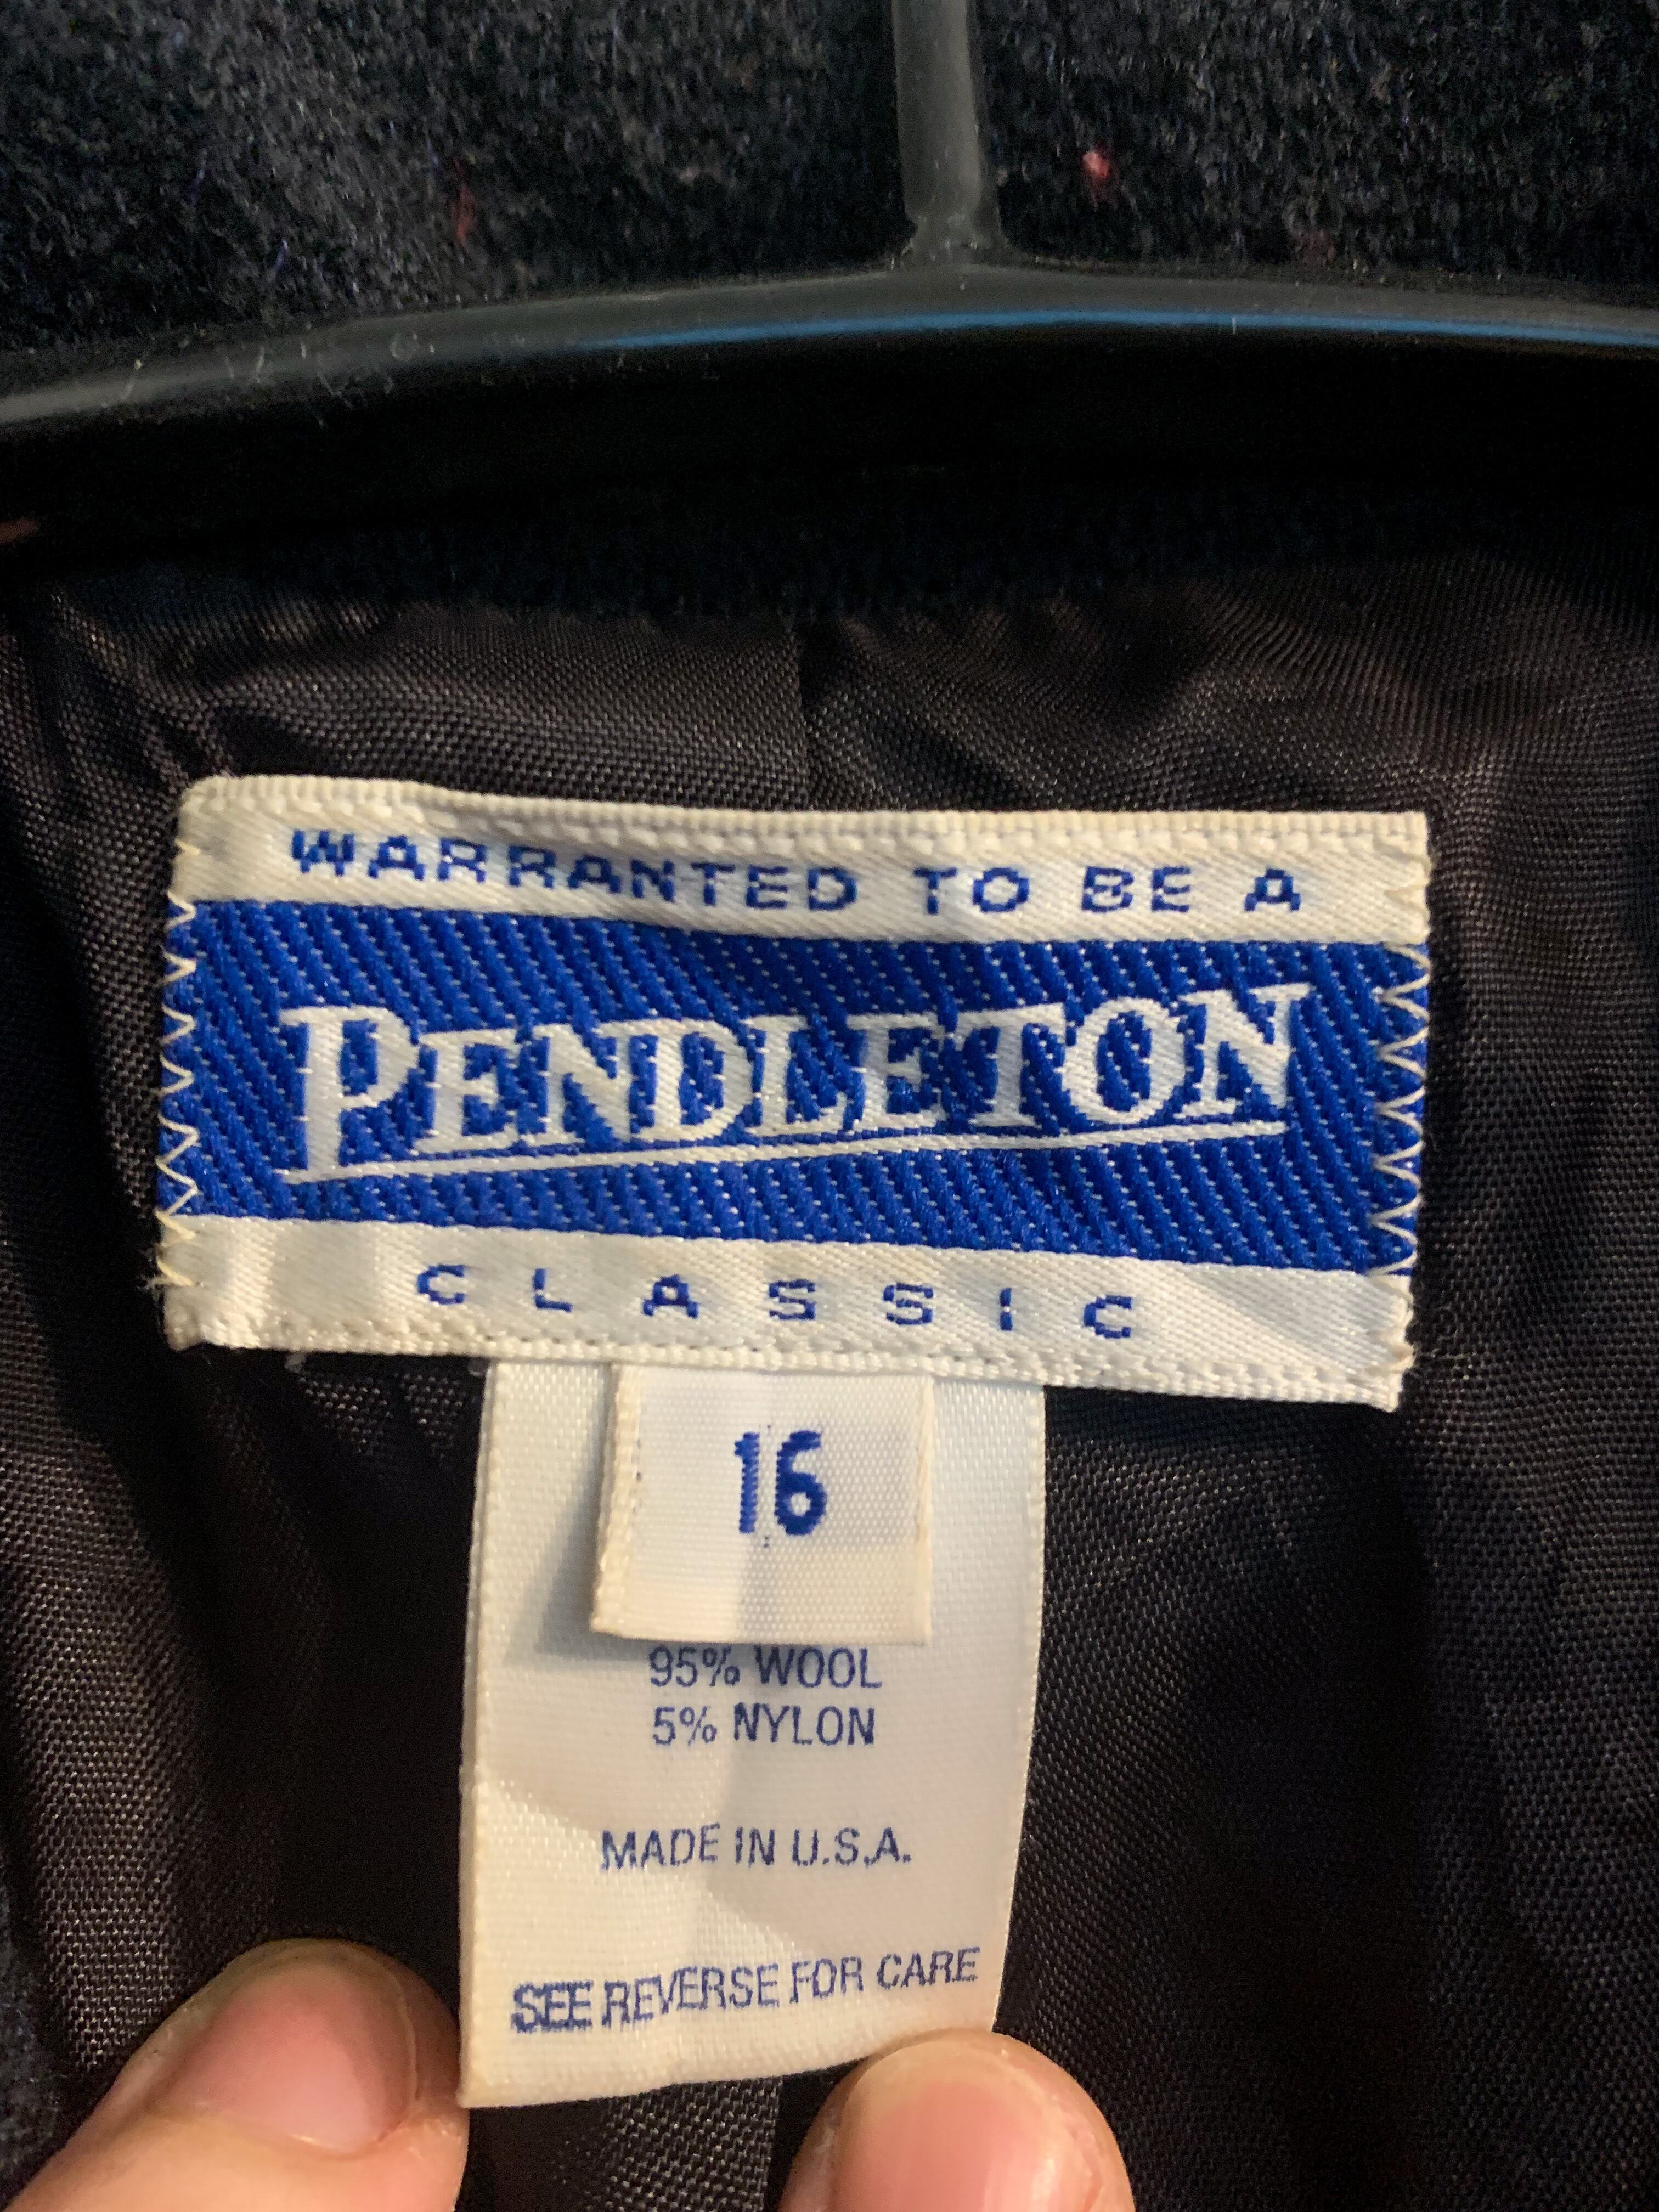 WARRANTED TO BE A
PENDLETON
CLASSIC
16
95% WOOL
5% NYLON
MADE IN U.S.A.
SEE REVERSE FOR CARE